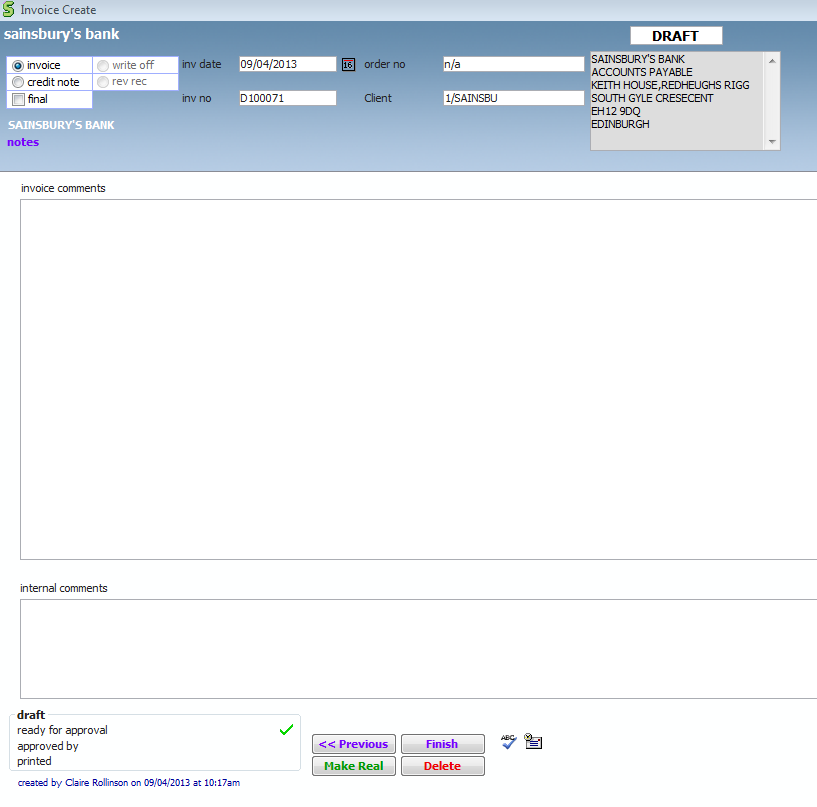 Invoice Create
sainsbury's bank
DRAFT
invoice
write off
inv date
09/04/2013
16
order no
n/a
credit note
rev rec
final
inv no
D100071
Client
1/SAINSBU
SAINSBURY'S BANK
ACCOUNTS PAYABLE
KEITH HOUSE,REDHEUGHS RIGG
SOUTH GYLE CRESECENT
EH12 9DQ
EDINBURGH
SAINSBURY'S BANK
notes
invoice comments
internal comments
draft
ready for approval
approved by
printed
<< Previous
Finish
ABC
Make Real
Delete
created by Claire Rollinson on 09/04/2013 at 10:17am